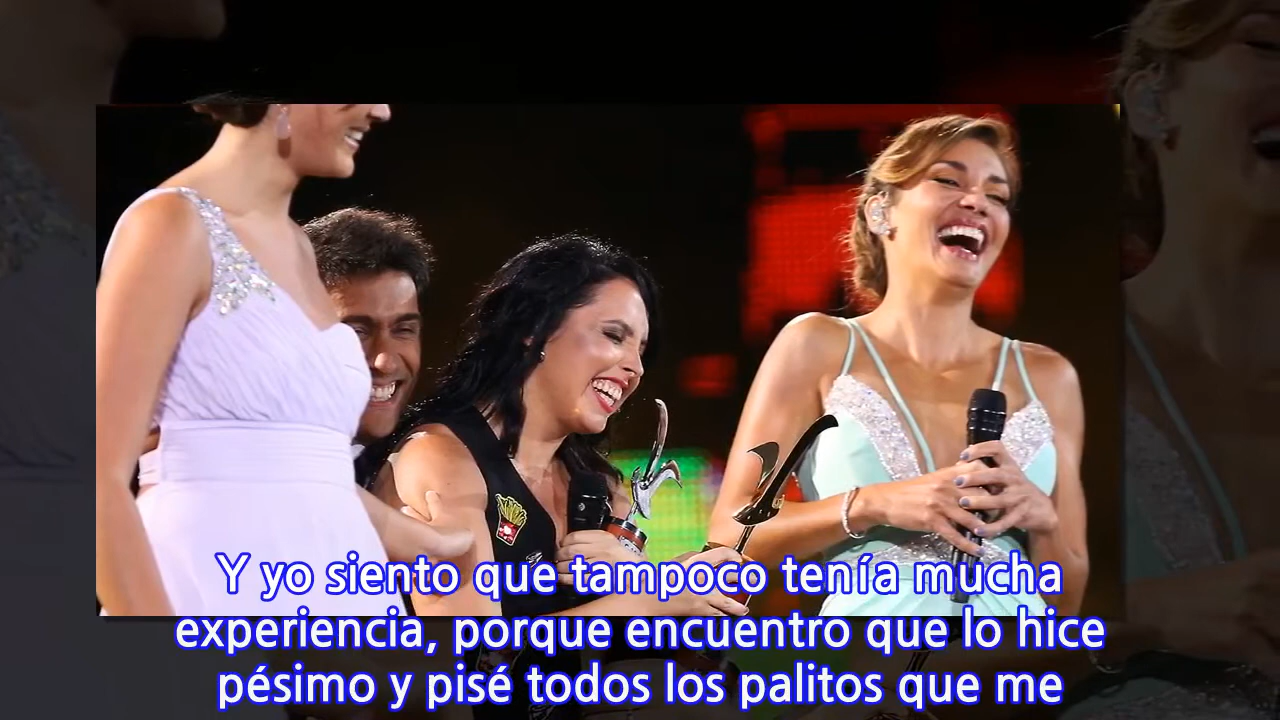 Y yo siento que tampoco tenía mucha
experiencia, porque encuentro que lo hice
pésimo y pisé todos los palitos que me